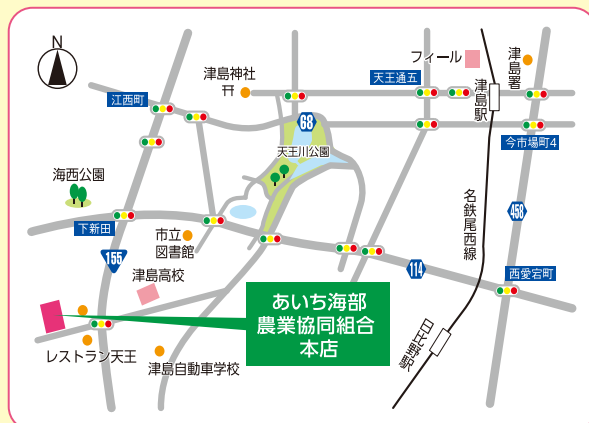 N
江西町
津島神社
天王通五
フィール
津島署
津島駅
68
天王川公園
今市場町4
海西公園
下新田
市立
図書館
名鉄尾西線
458
155
津島高校
114
西愛宕町
あいち海部
農業協同組合
本店
レストラン天王
津島自動車学校
日比野駅